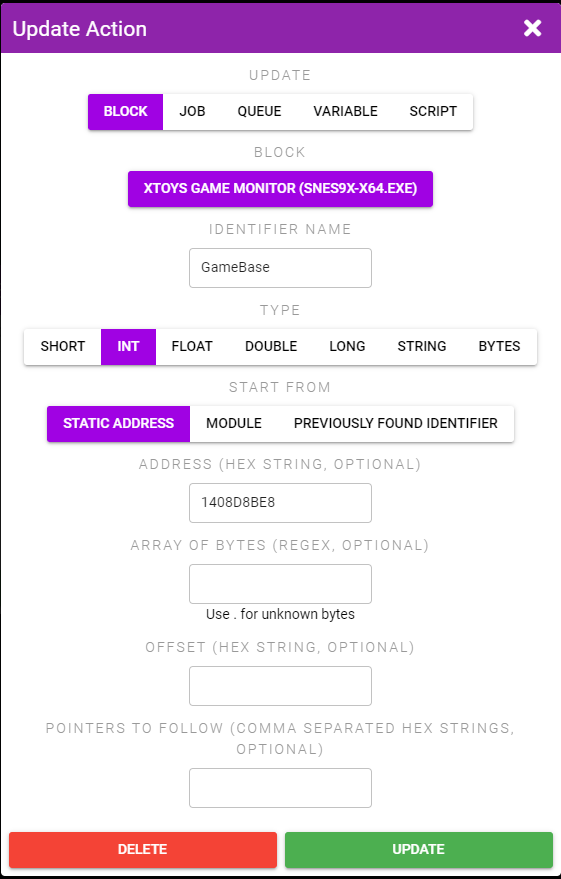 Update Action
UPDATE
BLOCK JOB QUEUE VARIABLE SCRIPT
BLOCK
XTOYS GAME MONITOR (SNES9X-X64.EXE)
IDENTIFIER NAME
GameBase
TYPE
SHORT INT FLOAT DOUBLE LONG STRING BYTES
START FROM
STATIC ADDRESS MODULE PREVIOUSLY FOUND IDENTIFIER
ADDRESS (HEX STRING, OPTIONAL)
1408D8BE8
ARRAY OF BYTES (REGEX, OPTIONAL)
Use . for unknown bytes
OFFSET (HEX STRING, OPTIONAL)
POINTERS TO FOLLOW (COMMA SEPARATED HEX STRINGS,
OPTIONAL)
DELETE UPDATE